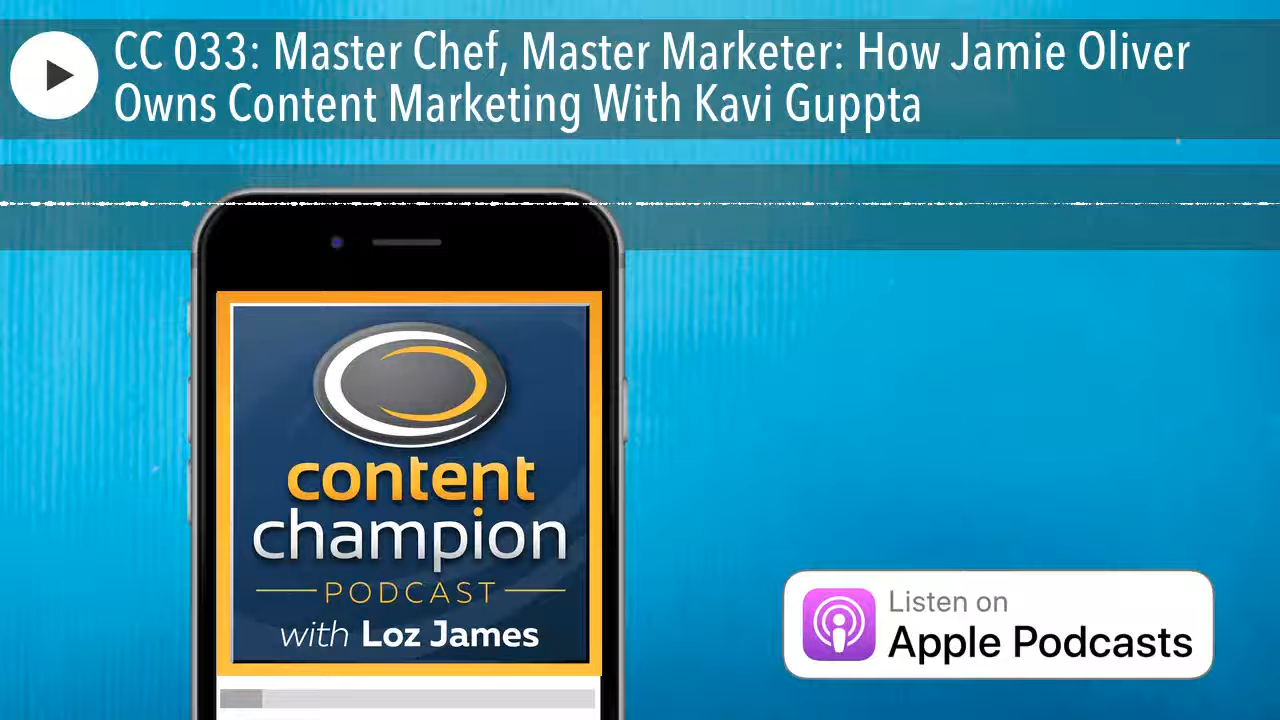 CC 033: Master Chef, Master Marketer: How Jamie Oliver
Owns Content Marketing With Kavi Guppta
content
champion
PODCAST
with Loz James
Listen on
Apple Podcasts